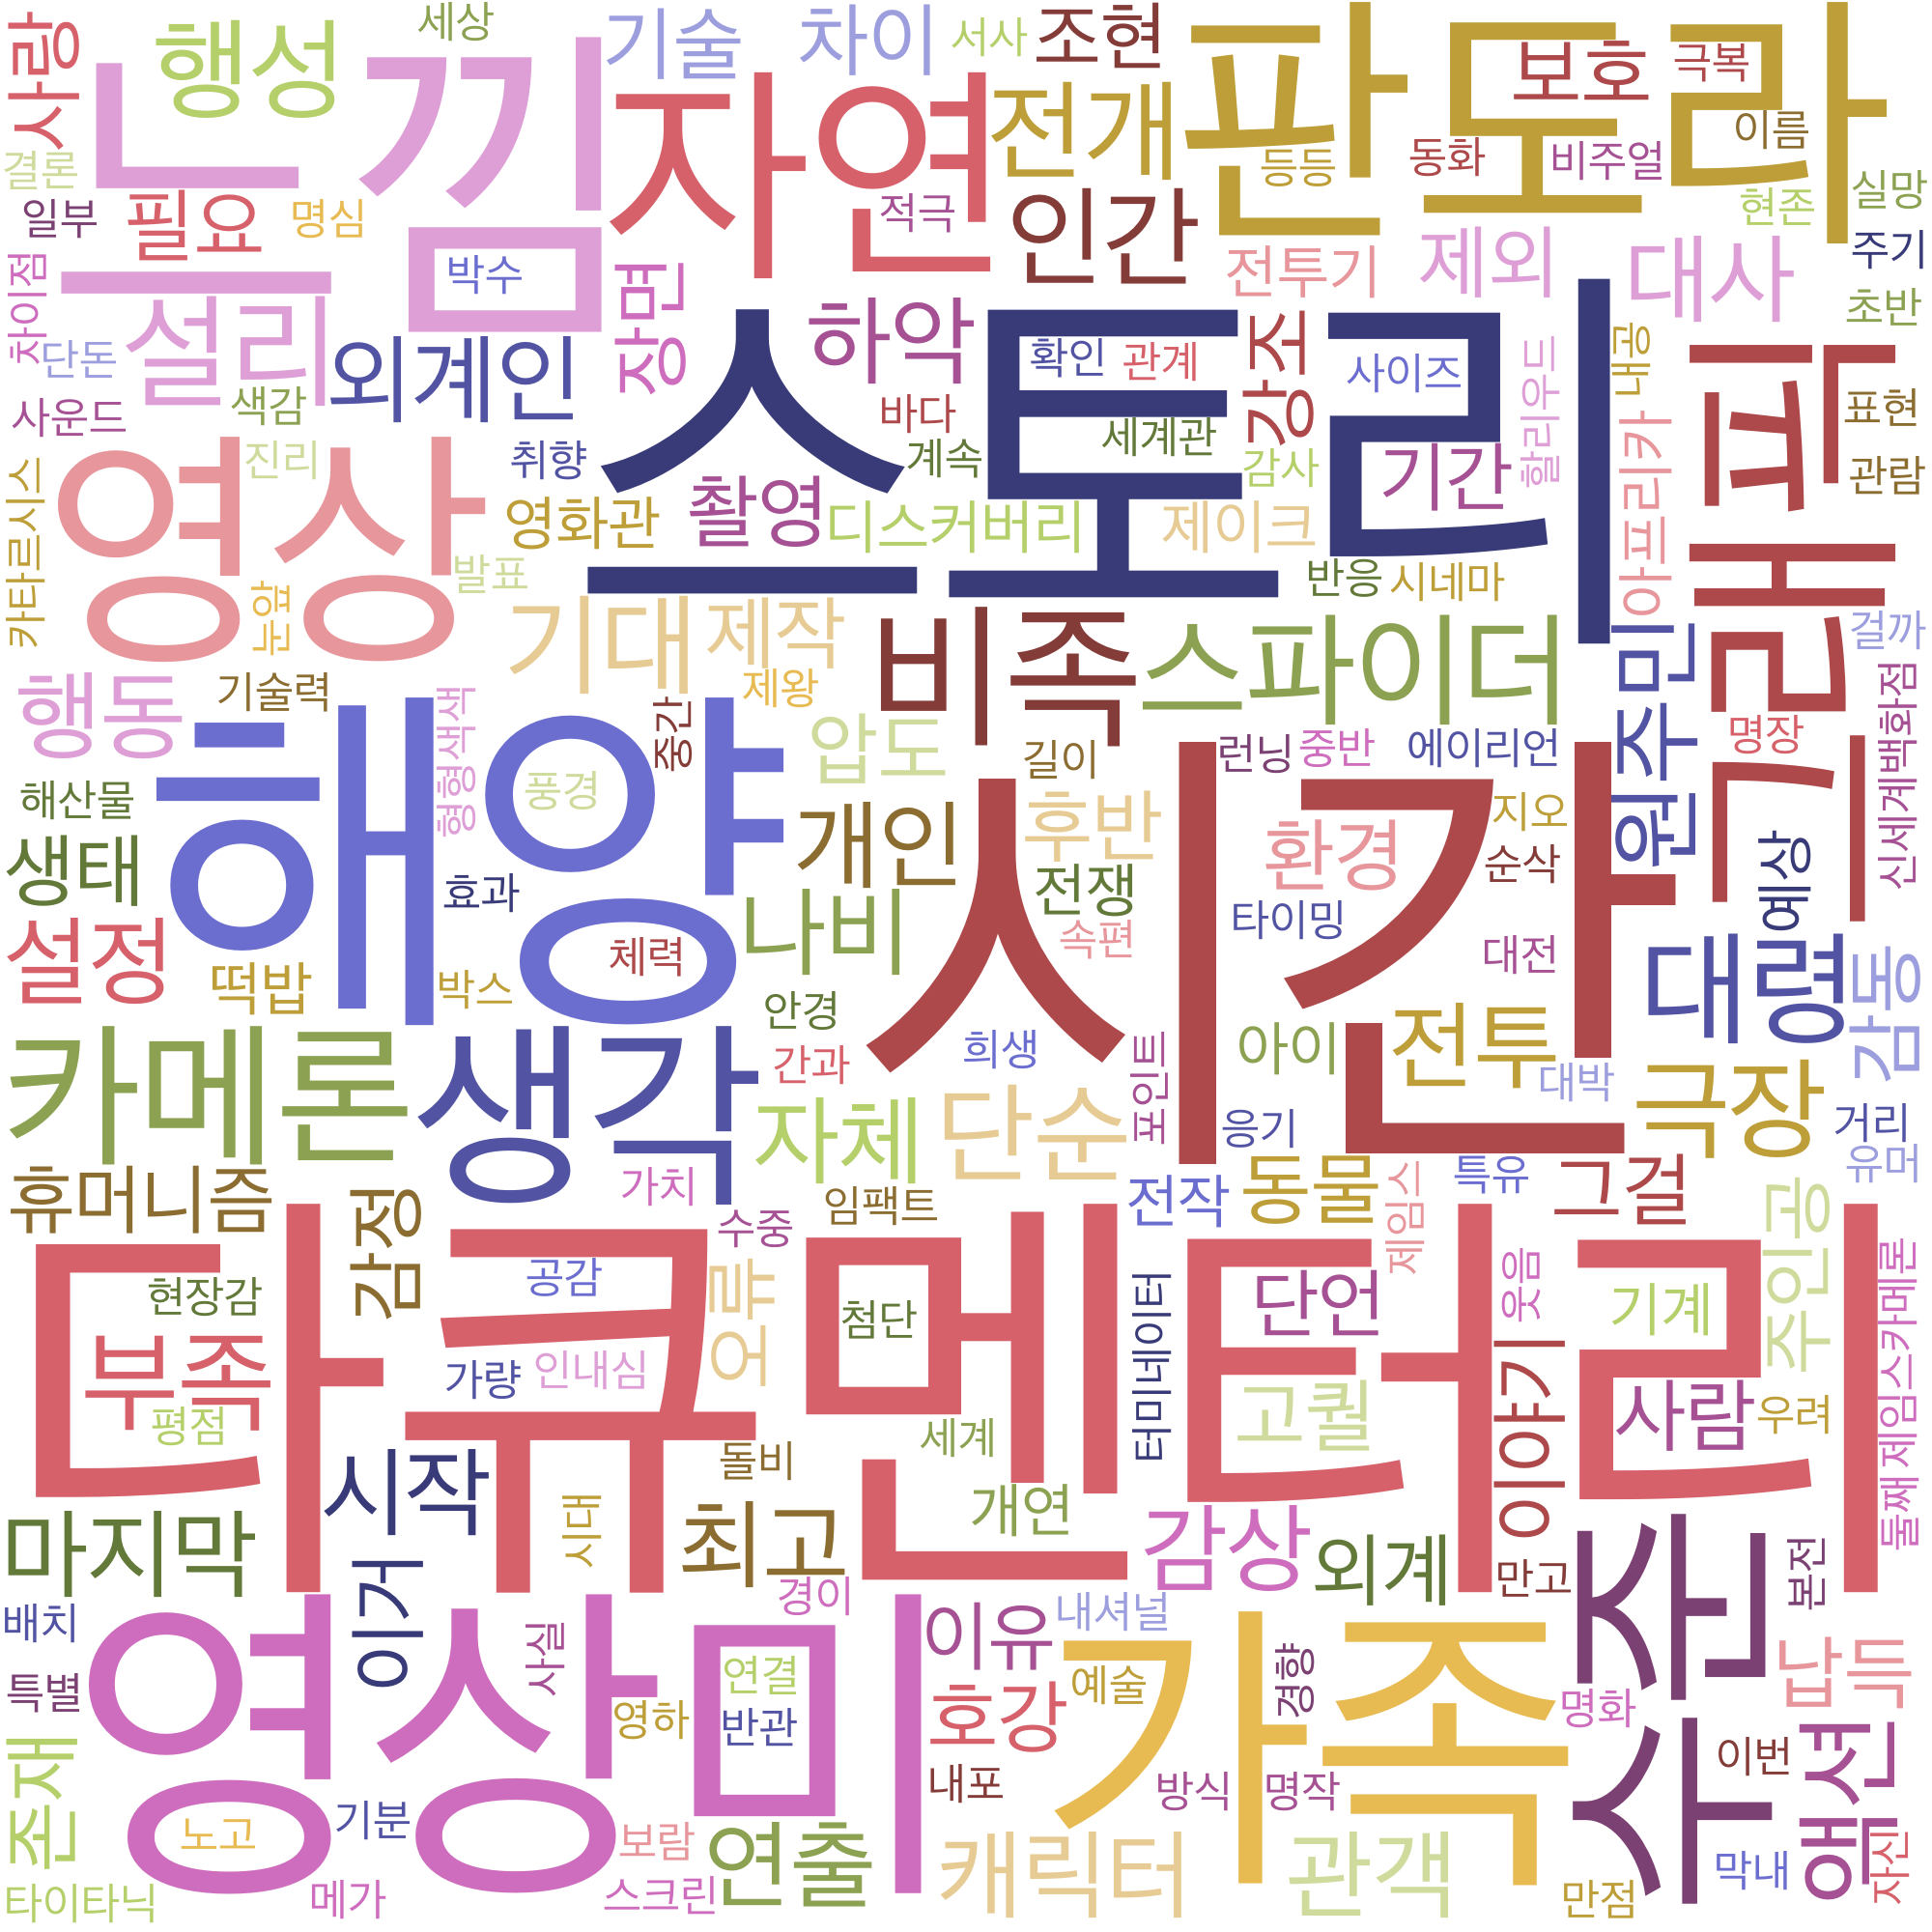 사랑
행성
세상
느낌
기술
차이
서사
조현
판도라
보호
극복
이름
결론
자연
전개
등등
동화
비주얼
현존
실망
일부
필요
명심
적극
인간
박수
전투기
제외
대사
주기
차이점
설리
장면
하악
초반
단돈
외계인
스토리
확인
관계
강조
사이즈
할리우드
내용
피
사운드
색감
바다
표현
영상
진리
취향
계속
세계관
감사
기간
아프리카
관람
카타르시스
영화관
촬영
디스커버리
제이크
발표
반응
시네마
쿼리치
눈앞
기대
제작
비족
스파이더
원주민
걸까
행동
기술력
제왕
형형색색
중간
압도
길이
런닝
중반
에이리언
명장
신세계백화점
해양
풍경
해산물
개인
후반
시간
환경
지오
생태
효과
전쟁
순삭
예상
설정
나비
속편
타이밍
떡밥
체력
대전
대령
감동
박스
안경
카메론
생각
간과
희생
아이
전투
포인트
대박
극장
자체
단순
응기
거리
유머
휴머니즘
감정
가치
임팩트
전작
동물
특유
그걸
제임스
수중
주인공
다큐멘터리
현장감
공감
오류
첨단
터미네이터
단언
웃음
기계
둘째
제임스카메론
부족
가량
인내심
고퀄
이야기
사람
우려
평점
세계
시작
돌비
마지막
시대
최고
개연
감상
외계
만고
수준
본전
이거
경이
배치
영상미
사설
이유
내셔널
가족
압득
특별
영하
연결
반관
호강
예술
경향
명화
존재
내포
방식
명작
이번
액션
노고
기분
보람
연출
캐릭터
관객
막내
자신
타이타닉
메가
스크린
만점